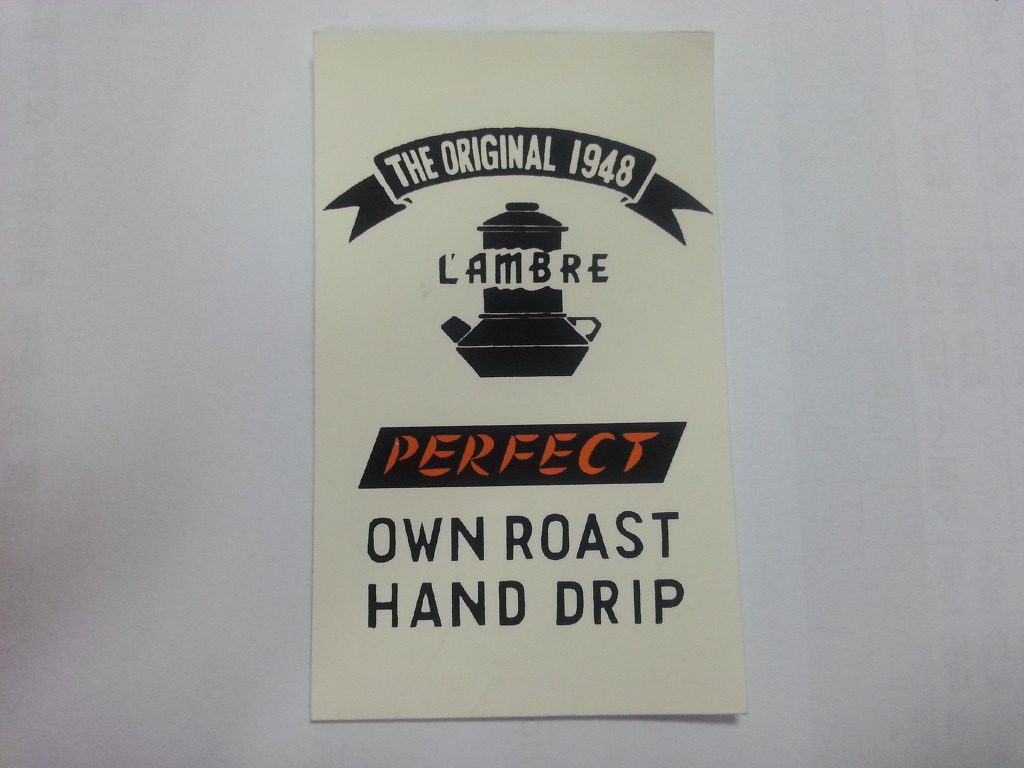 THE ORIGINAL 1948
L'AMBRE
PERFECT
OWN ROAST
HAND DRIP